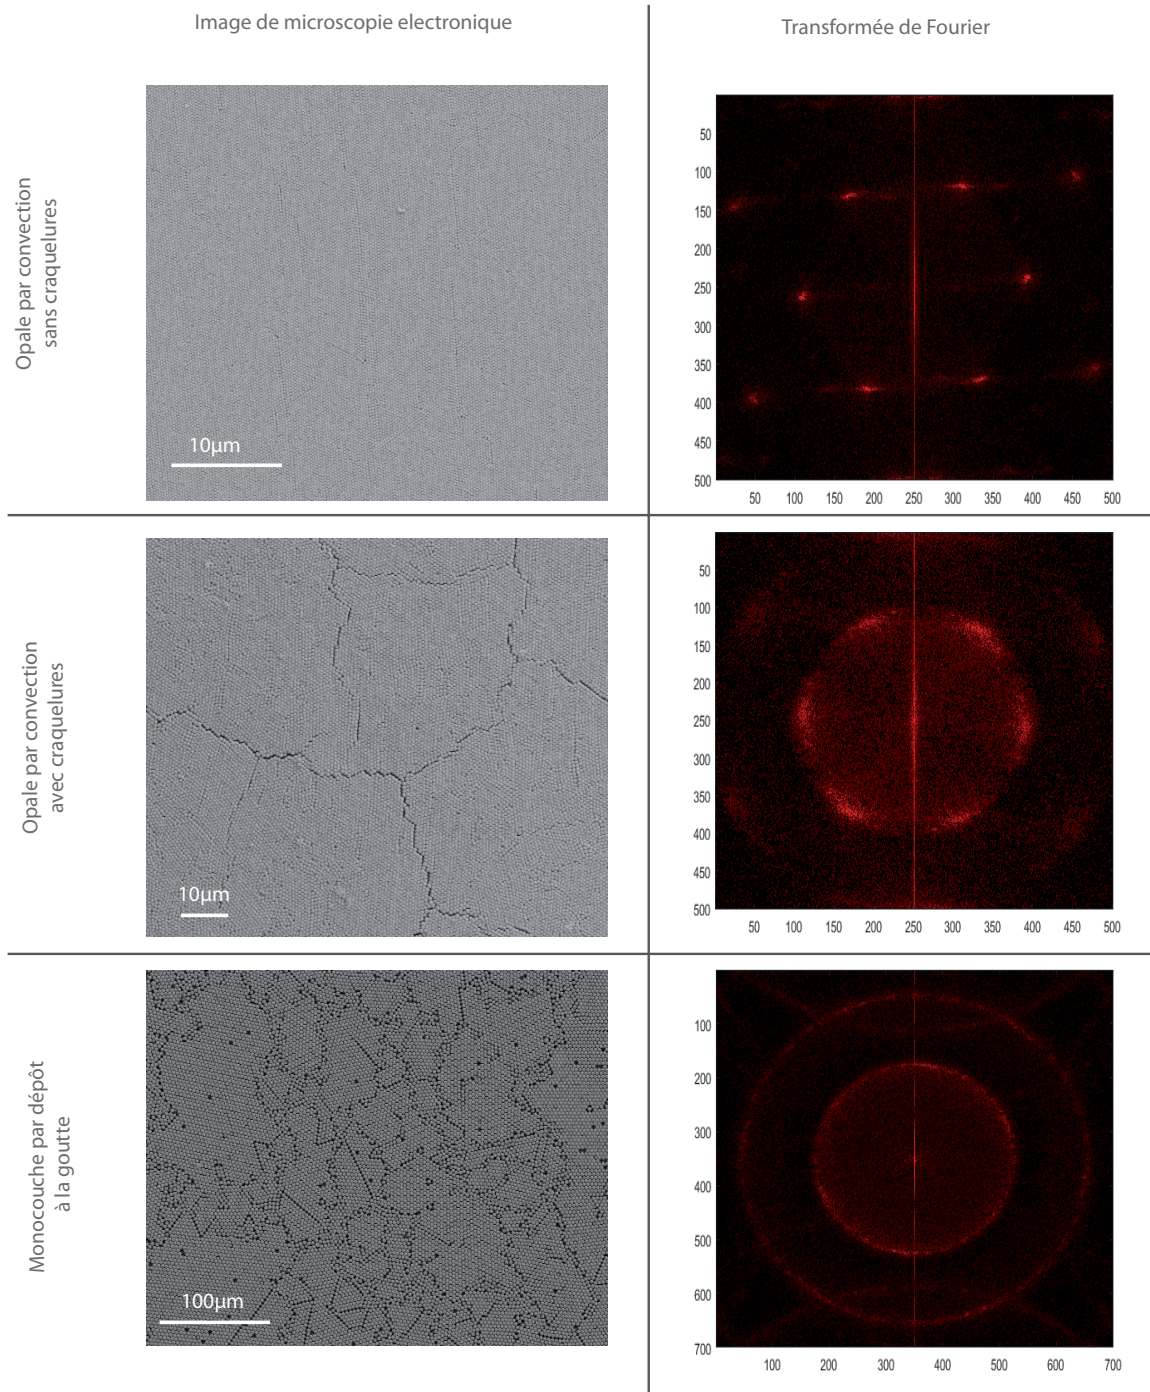 Image de microscopie electronique
Transformée de Fourier
Opale par convection
sans craquelures
10µm
50
100
150
200
250
300
350
400
450
500
50 100 150 200 250 300 350 400 450 500
Opale par convection
avec craquelures
10µm
50
100
150
200
250
300
350
400
450
500
50 100 150 200 250 300 350 400 450 500
Monocouche par dépôt
à la goutte
100µm
100
200
300
400
500
600
700
100 200 300 400 500 600 700